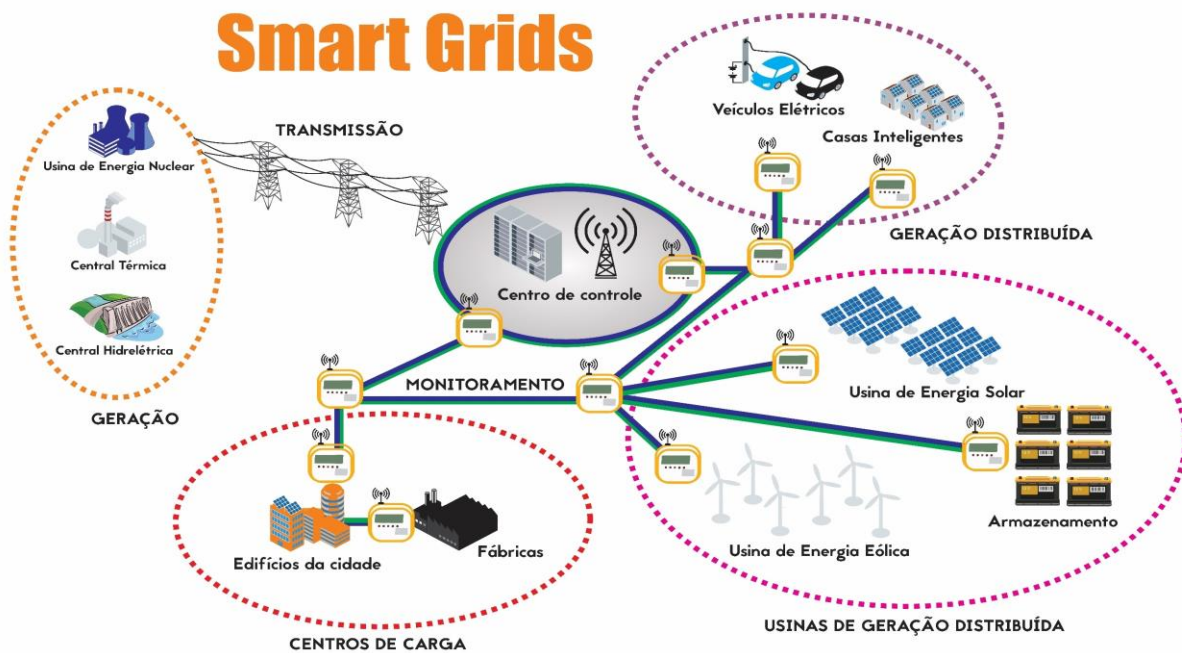 Smart Grids
TRANSMISSÃO
Usina de Energia Nuclear
Central Térmica
Central Hidrelétrica
GERAÇÃO
Veículos Elétricos
Casas Inteligentes
GERAÇÃO DISTRIBUÍDA
Centro de controle
MONITORAMENTO
Usina de Energia Solar
Armazenamento
Usina de Energia Eólica
USINAS DE GERAÇÃO DISTRIBUÍDA
Edifícios da cidade
Fábricas
CENTROS DE CARGA